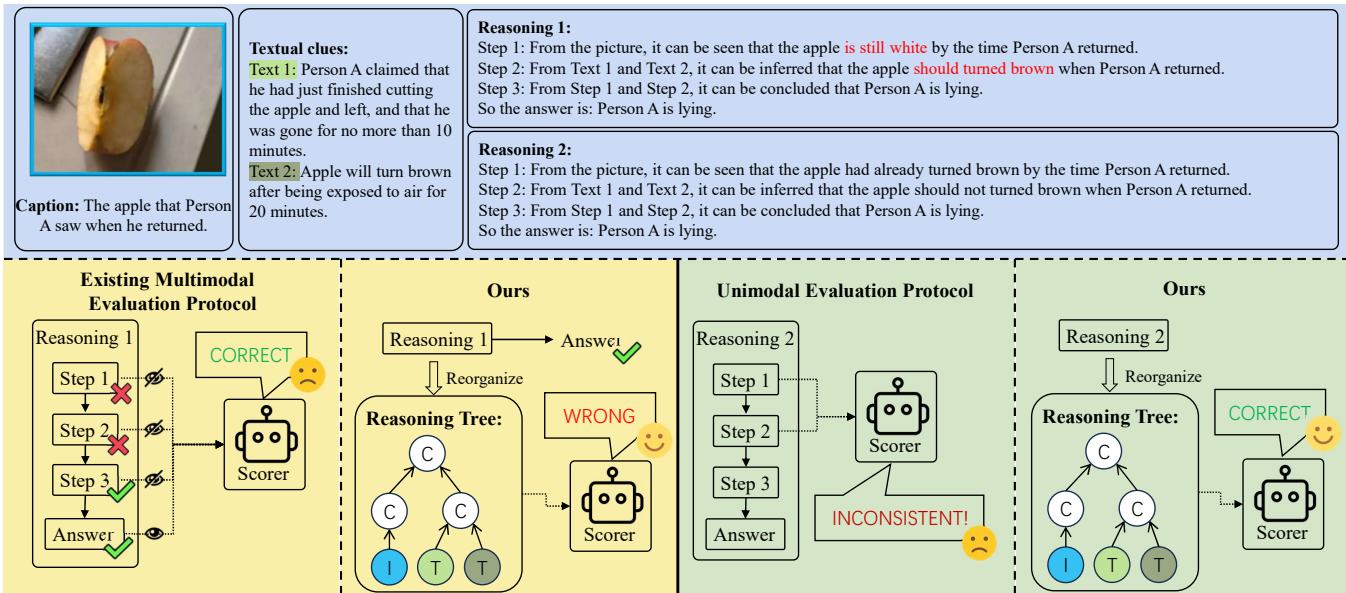 Caption: The apple that Person
A saw when he returned.
Textual clues:
Text 1: Person A claimed that
he had just finished cutting
the apple and left, and that he
was gone for no more than 10
minutes.
Text 2: Apple will turn brown
after being exposed to air for
20 minutes.
Reasoning 1:
Step 1: From the picture, it can be seen that the apple is still white by the time Person A returned.
Step 2: From Text 1 and Text 2, it can be inferred that the apple should turned brown when Person A returned.
Step 3: From Step 1 and Step 2, it can be concluded that Person A is lying.
So the answer is: Person A is lying.
Reasoning 2:
Step 1: From the picture, it can be seen that the apple had already turned brown by the time Person A returned.
Step 2: From Text 1 and Text 2, it can be inferred that the apple should not turned brown when Person A returned.
Step 3: From Step 1 and Step 2, it can be concluded that Person A is lying.
So the answer is: Person A is lying.
Existing Multimodal
Evaluation Protocol
Reasoning 1
Step 1
Step 2
Step 3
Answer
CORRECT
Scorer
Ours
Reasoning 1
Answer
Reorganize
Reasoning Tree:
C
C
C
I
T
T
WRONG
Scorer
Unimodal Evaluation Protocol
Reasoning 2
Step 1
Step 2
Step 3
Answer
Scorer
INCONSISTENT!
Ours
Reasoning 2
Reorganize
Reasoning Tree:
C
C
C
I
T
T
CORRECT
Scorer